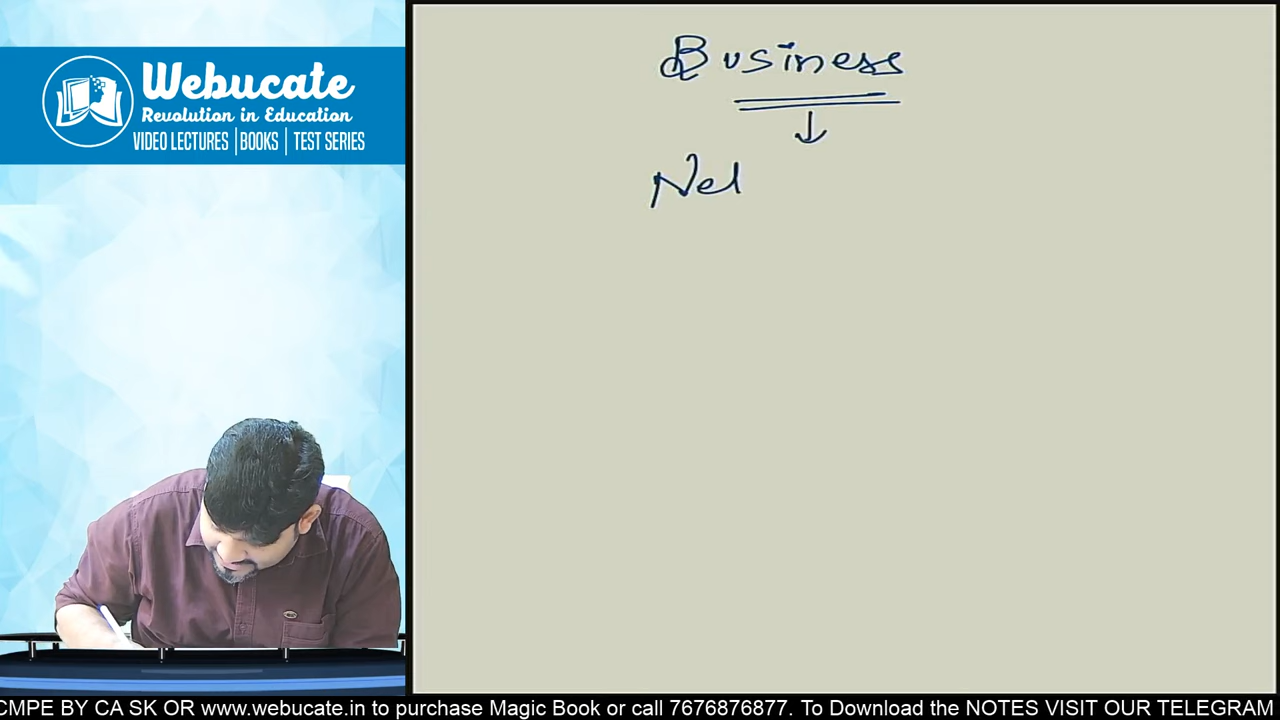 Webucate
Revolution in Education
VIDEO LECTURES | BOOKS | TEST SERIES
Business
Nel
CMPE BY CA SK OR www.webucate.in to purchase Magic Book or call 7676876877. To Download the NOTES VISIT OUR TELEGRAM